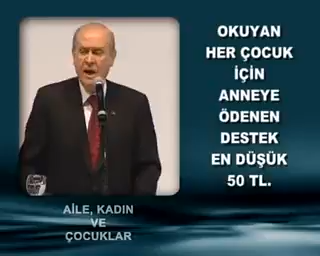 OKUYAN
HER ÇOCUK
İÇİN
ANNEYE
ÖDENEN
DESTEK
EN DÜŞÜK
50 TL.
AİLE, KADIN
VE
ÇOCUKLAR